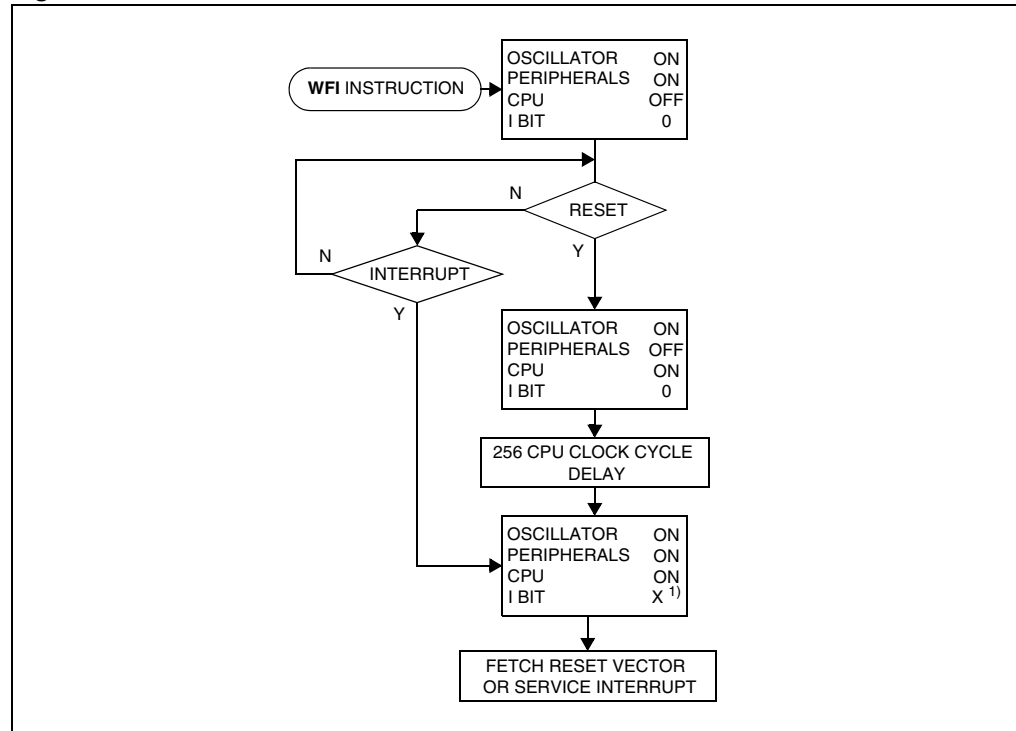 WFI INSTRUCTION
OSCILLATOR ON
PERIPHERALS ON
CPU OFF
I BIT 0
N
RESET
Y
N
INTERRUPT
Y
OSCILLATOR ON
PERIPHERALS OFF
CPU ON
I BIT 0
256 CPU CLOCK CYCLE
DELAY
OSCILLATOR ON
PERIPHERALS ON
CPU ON
I BIT X 1)
FETCH RESET VECTOR
OR SERVICE INTERRUPT